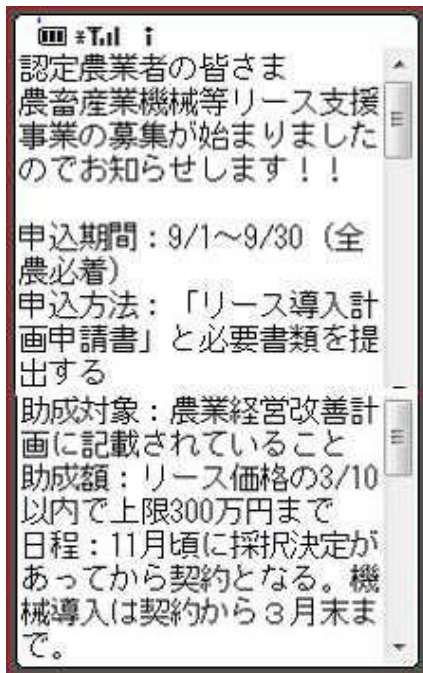 認定農業者の皆さま
農畜産業機械等リース支援
事業の募集が始まりました
のでお知らせします！！
申込期間：9/1～9/30（全
農必着）
申込方法：「リース導入計
画申請書」と必要書類を提
出する
助成対象：農業経営改善計
画に記載されていること
助成額：リース価格の3/10
以内で上限300万円まで
日程：11月頃に採択決定が
あってから契約となる。機
械導入は契約から３月末ま
で。